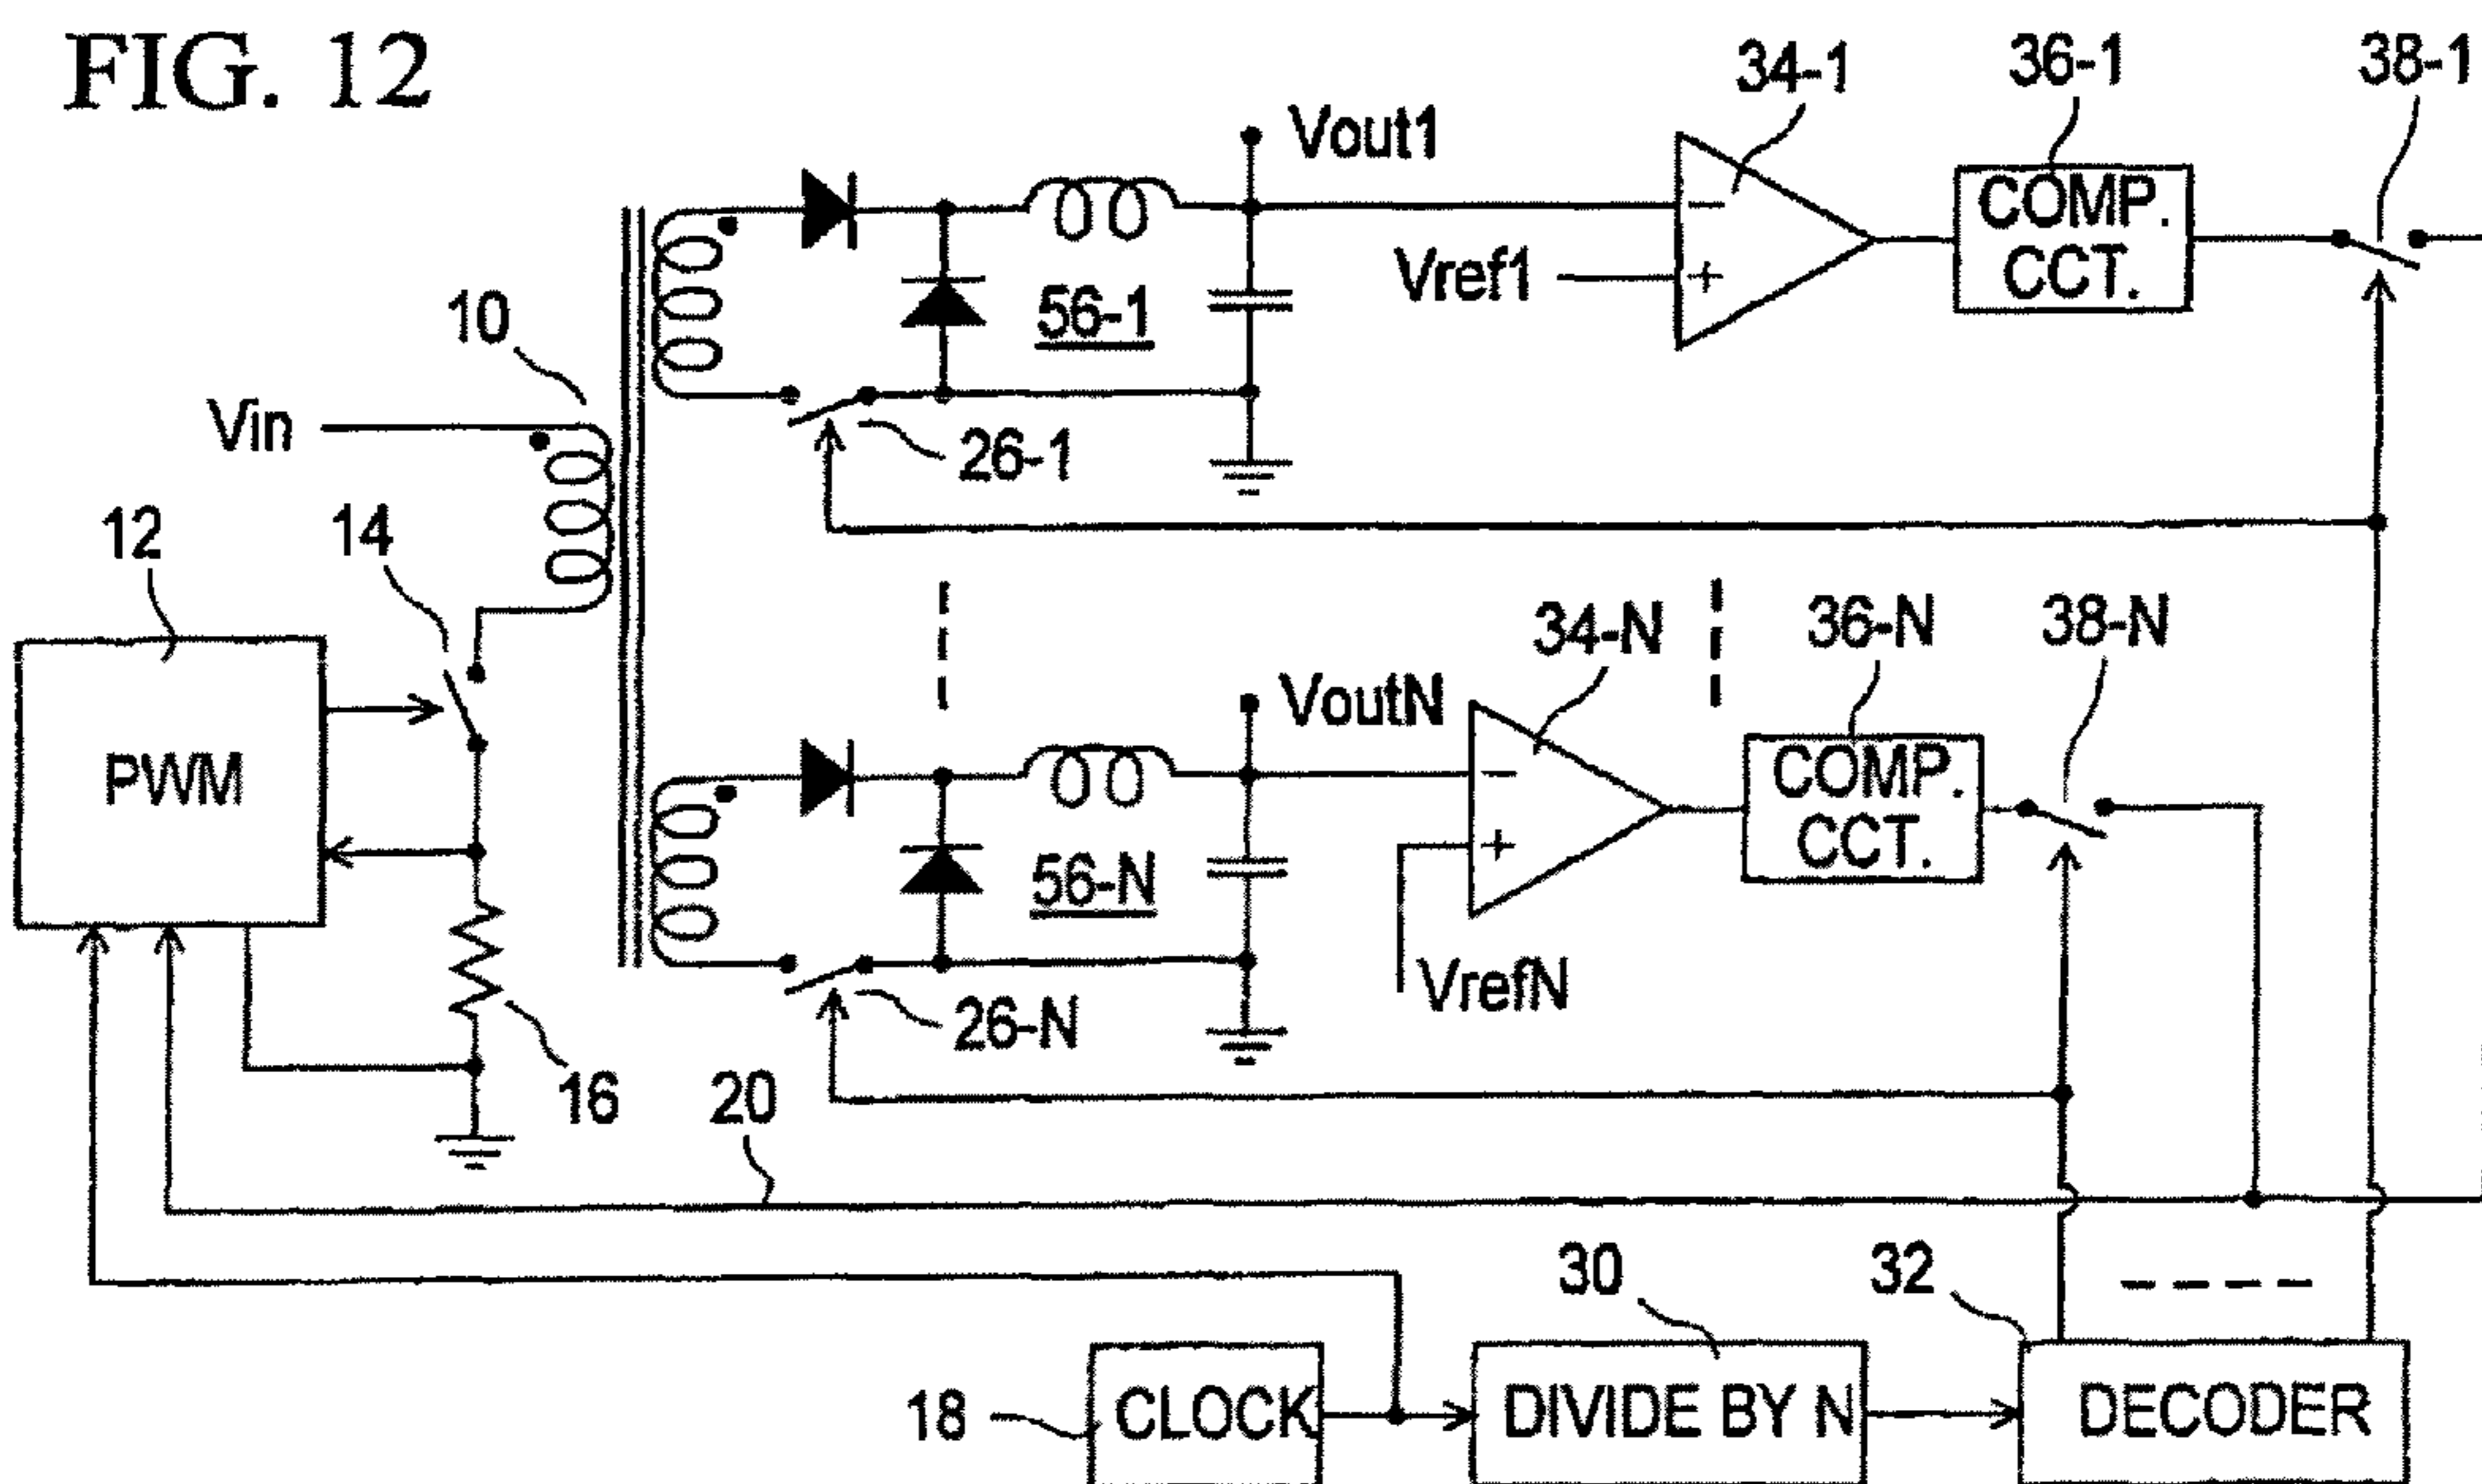 FIG. 12
34-1
36-1
38-1
Vout1
COMP.
CCT.
Vref1
56-1
10
Vin
26-1
12
14
34-N
36-N
38-N
VoutN
PWM
COMP.
CCT.
56-N
VrefN
26-N
16
20
30
32
18
CLOCK
DIVIDE BY N
DECODER